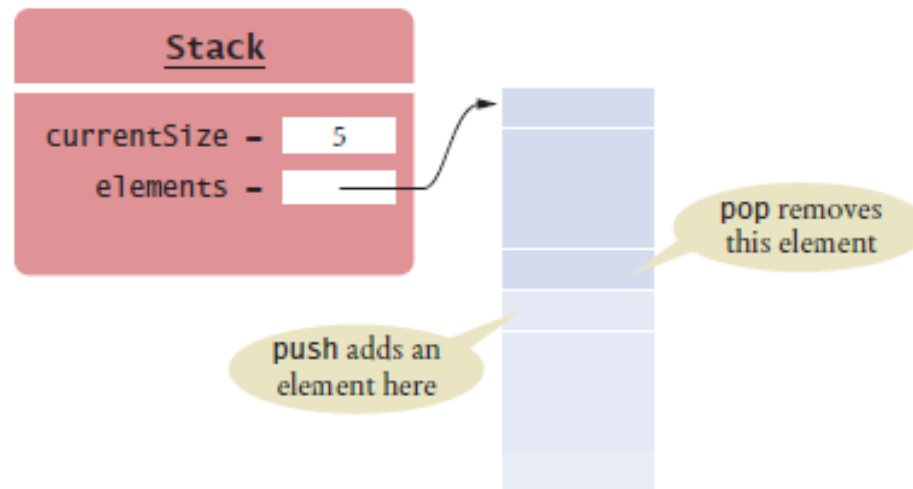 Stack
currentSize = 5
elements =
pop removes
this element
push adds an
element here